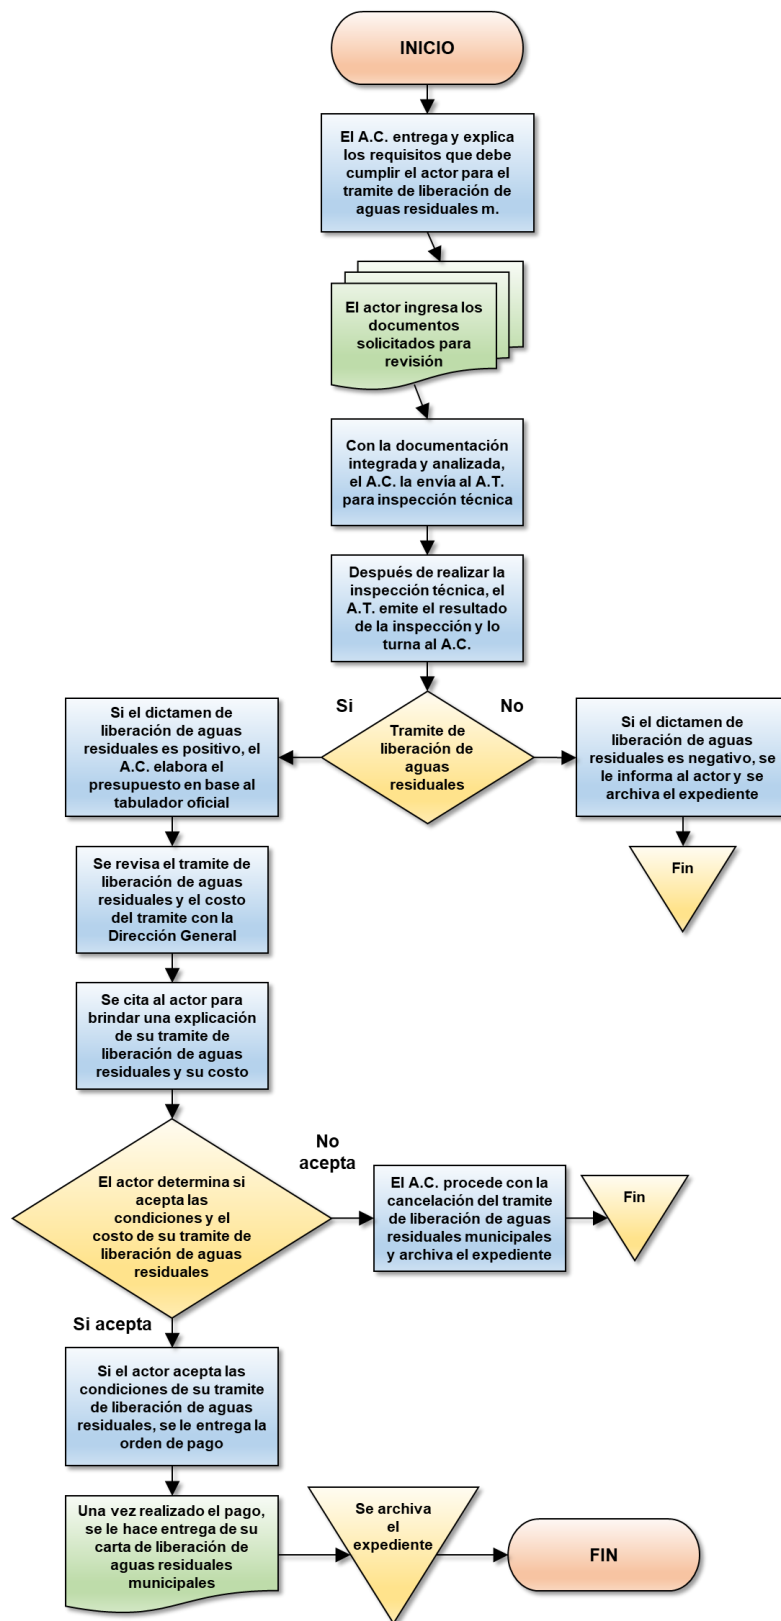 INICIO
El A.C. entrega y explica
los requisitos que debe
cumplir el actor para el
tramite de liberación de
aguas residuales m.
El actor ingresa los
documentos
solicitados para
revisión
Con la documentación
integrada y analizada,
el A.C. la envía al A.T.
para inspección técnica
Después de realizar la
inspección técnica, el
A.T. emite el resultado
de la inspección y lo
turna al A.C.
Si
No
Tramite de
liberación de
aguas
residuales
Si el dictamen de
liberación de aguas
residuales es positivo, el
A.C. elabora el
presupuesto en base al
tabulador oficial
Si el dictamen de
liberación de aguas
residuales es negativo, se
le informa al actor y se
archiva el expediente
Fin
Se revisa el tramite de
liberación de aguas
residuales y el costo
del tramite con la
Dirección General
Se cita al actor para
brindar una explicación
de su tramite de
liberación de aguas
residuales y su costo
El actor determina si
acepta las
condiciones y el
costo de su tramite de
liberación de aguas
residuales
No
acepta
El A.C. procede con la
cancelación del tramite
de liberación de aguas
residuales municipales
y archiva el expediente
Fin
Si acepta
Si el actor acepta las
condiciones de su tramite
de liberación de aguas
residuales, se le entrega la
orden de pago
Una vez realizado el pago,
se le hace entrega de su
carta de liberación de
aguas residuales
municipales
Se archiva
el
expediente
FIN